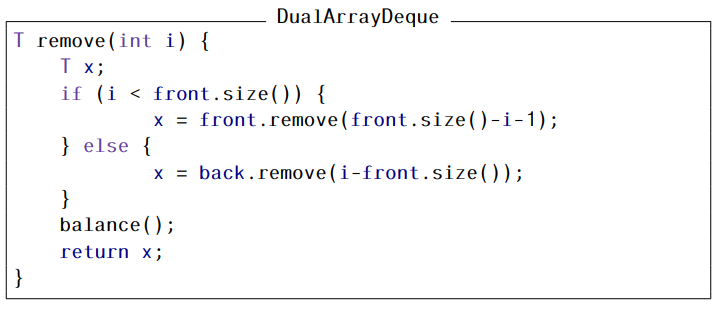 DualArrayDeque
T remove(int i) {
    T x;
    if (i < front.size()) {
            x = front.remove(front.size()-i-1);
    } else {
            x = back.remove(i-front.size());
    }
    balance();
    return x;
}